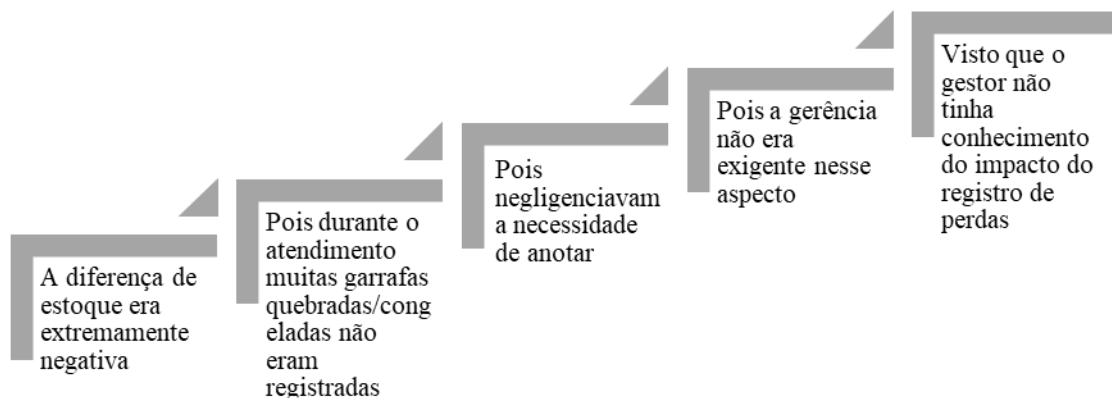 A diferença de
estoque era
extremamente
negativa
Pois durante o
atendimento
muitas garrafas
quebradas/cong
eladas não
eram
registradas
Pois
negligenciavam
a necessidade
de anotar
Pois a gerência
não era
exigente nesse
aspecto
Visto que o
gestor não
tinha
conhecimento
do impacto do
registro de
perdas